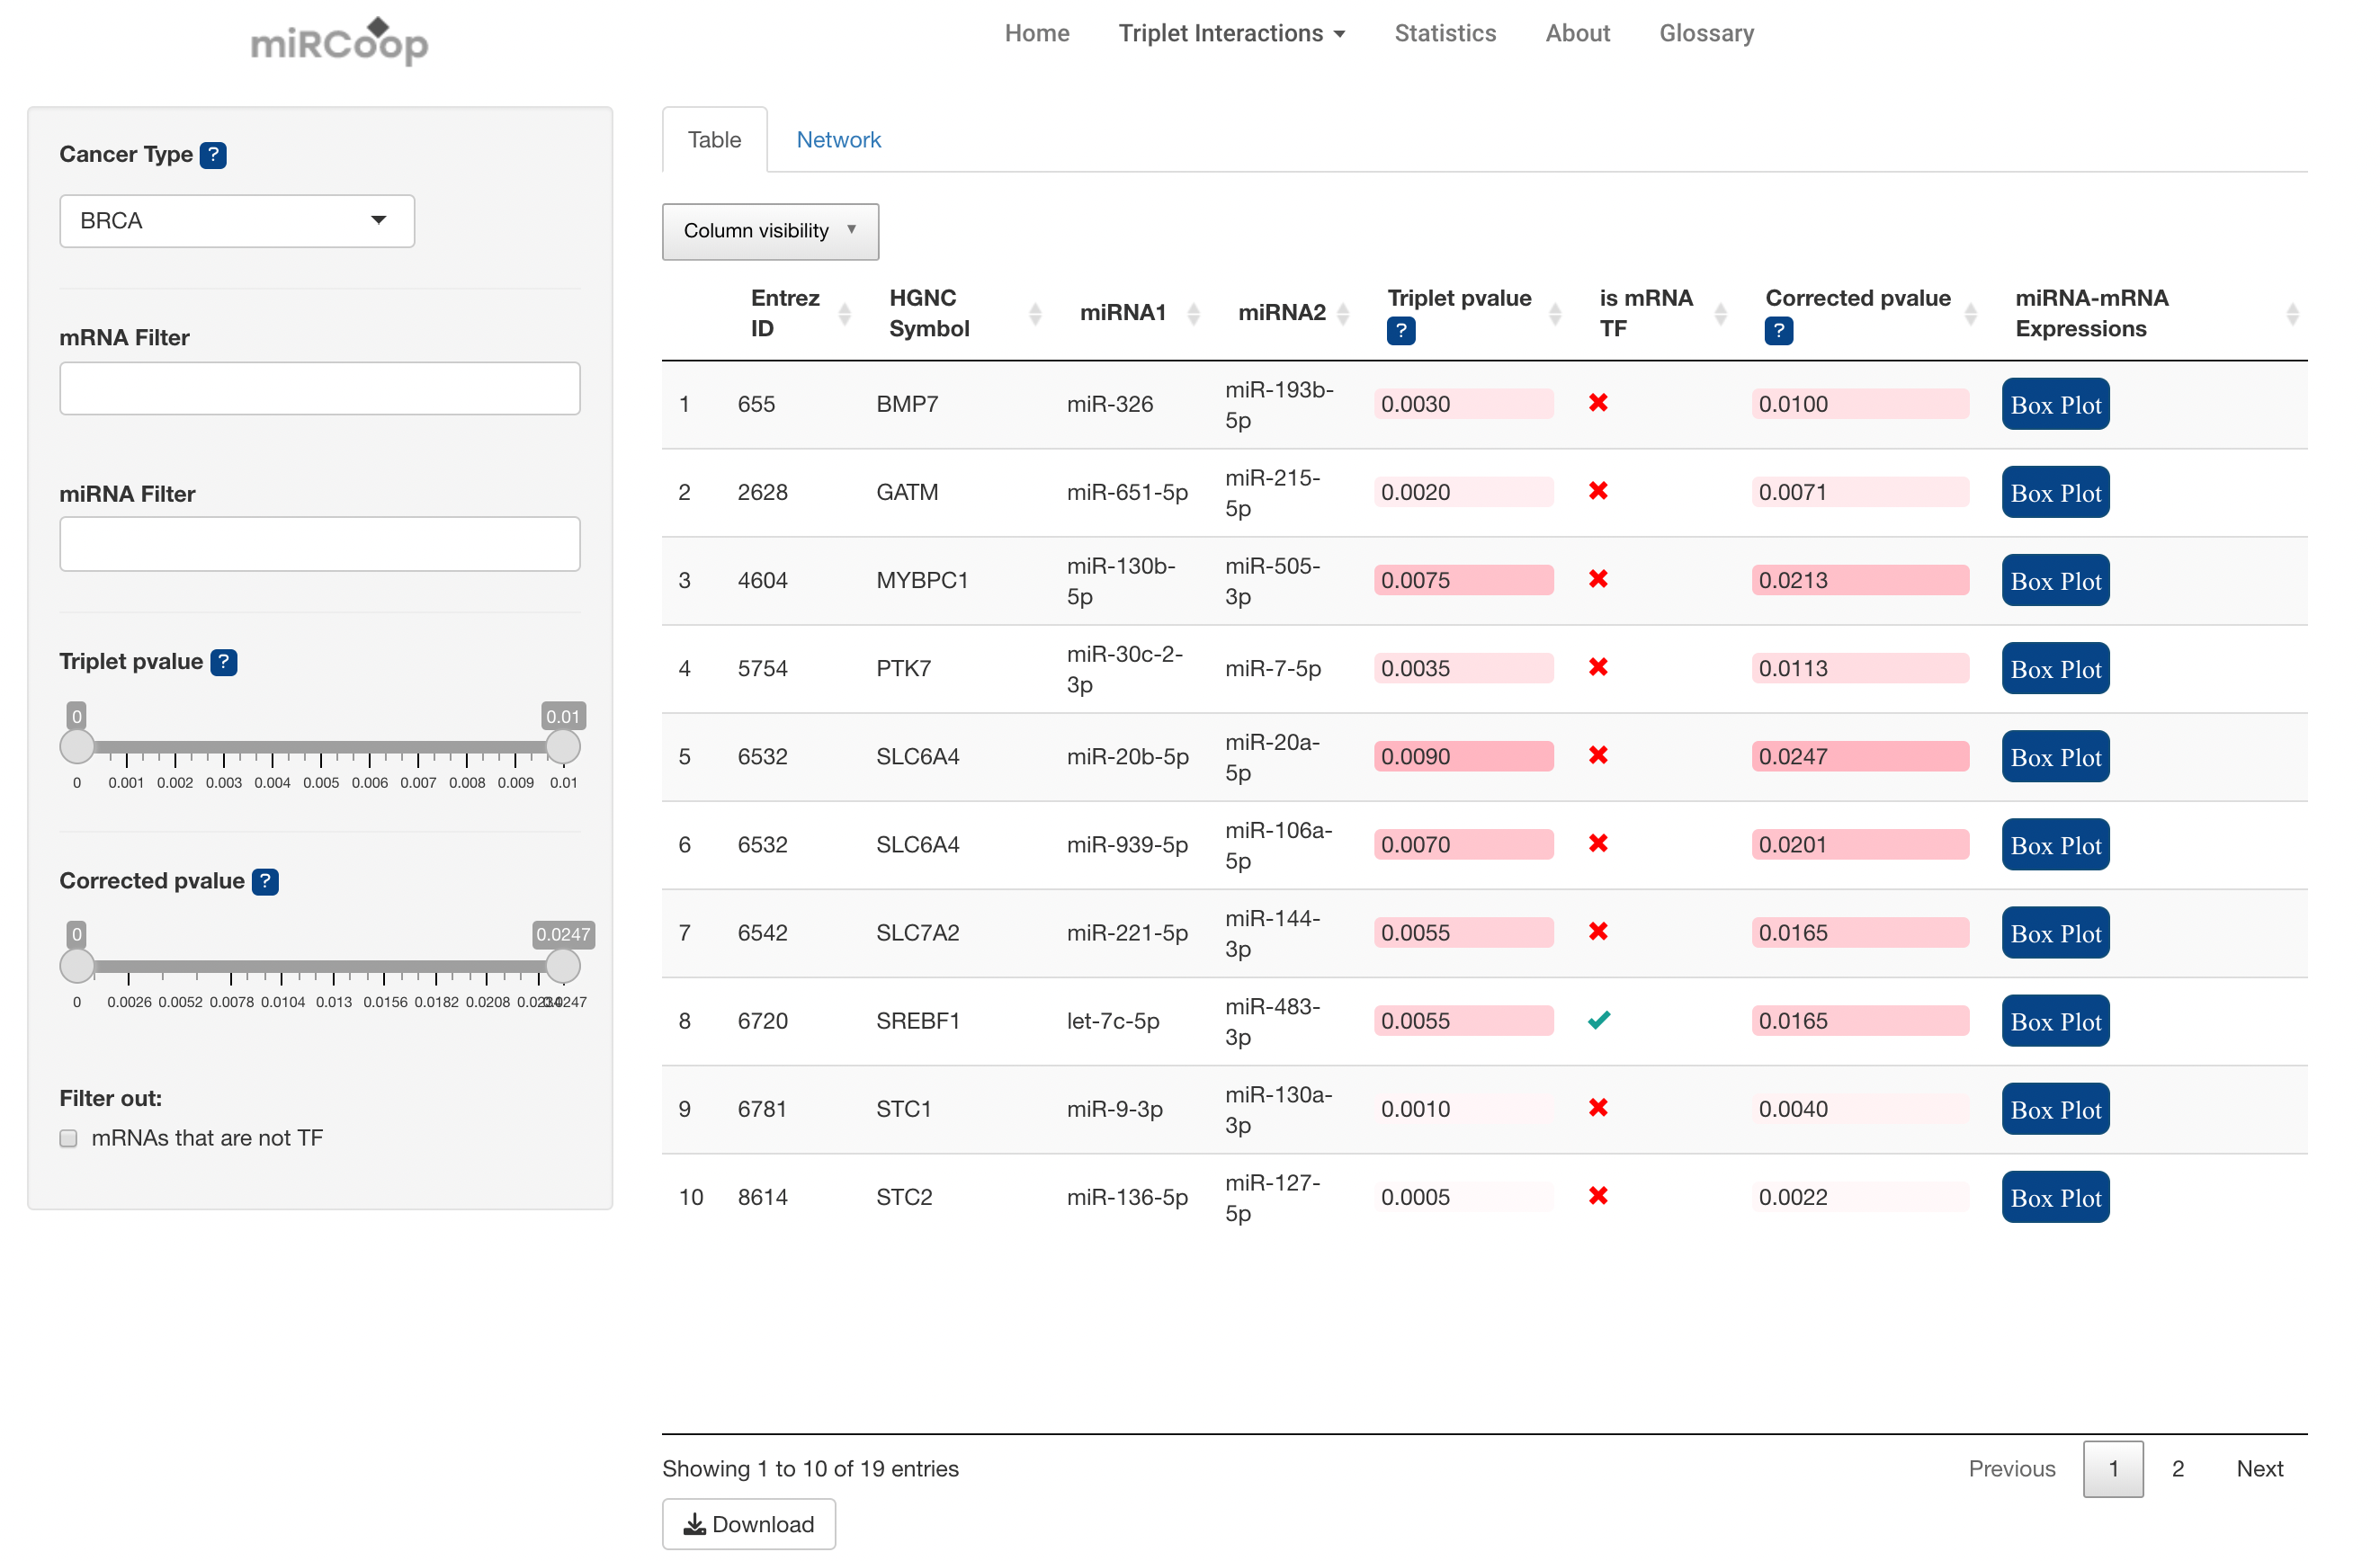 miRCoop
Home Triplet Interactions Statistics About Glossary
Cancer Type ?
BRCA
mRNA Filter
miRNA Filter
Triplet pvalue ?
0 0.01
0 0.001 0.002 0.003 0.004 0.005 0.006 0.007 0.008 0.009 0.01
Corrected pvalue ?
0 0.0247
0 0.0026 0.0052 0.0078 0.0104 0.013 0.0156 0.0182 0.0208 0.0234 0.0247
Filter out:
mRNAs that are not TF
Table Network
Column visibility ▼
Entrez ID HGNC Symbol miRNA1 miRNA2 Triplet pvalue ? is mRNA TF Corrected pvalue ? miRNA-mRNA Expressions
1 655 BMP7 miR-326 miR-193b-5p 0.0030 ✖ 0.0100 Box Plot
2 2628 GATM miR-651-5p miR-215-5p 0.0020 ✖ 0.0071 Box Plot
3 4604 MYBPC1 miR-130b-5p miR-505-3p 0.0075 ✖ 0.0213 Box Plot
4 5754 PTK7 miR-30c-2-3p miR-7-5p 0.0035 ✖ 0.0113 Box Plot
5 6532 SLC6A4 miR-20b-5p miR-20a-5p 0.0090 ✖ 0.0247 Box Plot
6 6532 SLC6A4 miR-939-5p miR-106a-5p 0.0070 ✖ 0.0201 Box Plot
7 6542 SLC7A2 miR-221-5p miR-144-3p 0.0055 ✖ 0.0165 Box Plot
8 6720 SREBF1 let-7c-5p miR-483-3p 0.0055 ✔ 0.0165 Box Plot
9 6781 STC1 miR-9-3p miR-130a-3p 0.0010 ✖ 0.0040 Box Plot
10 8614 STC2 miR-136-5p miR-127-5p 0.0005 ✖ 0.0022 Box Plot
Showing 1 to 10 of 19 entries
Previous 1 2 Next
Download